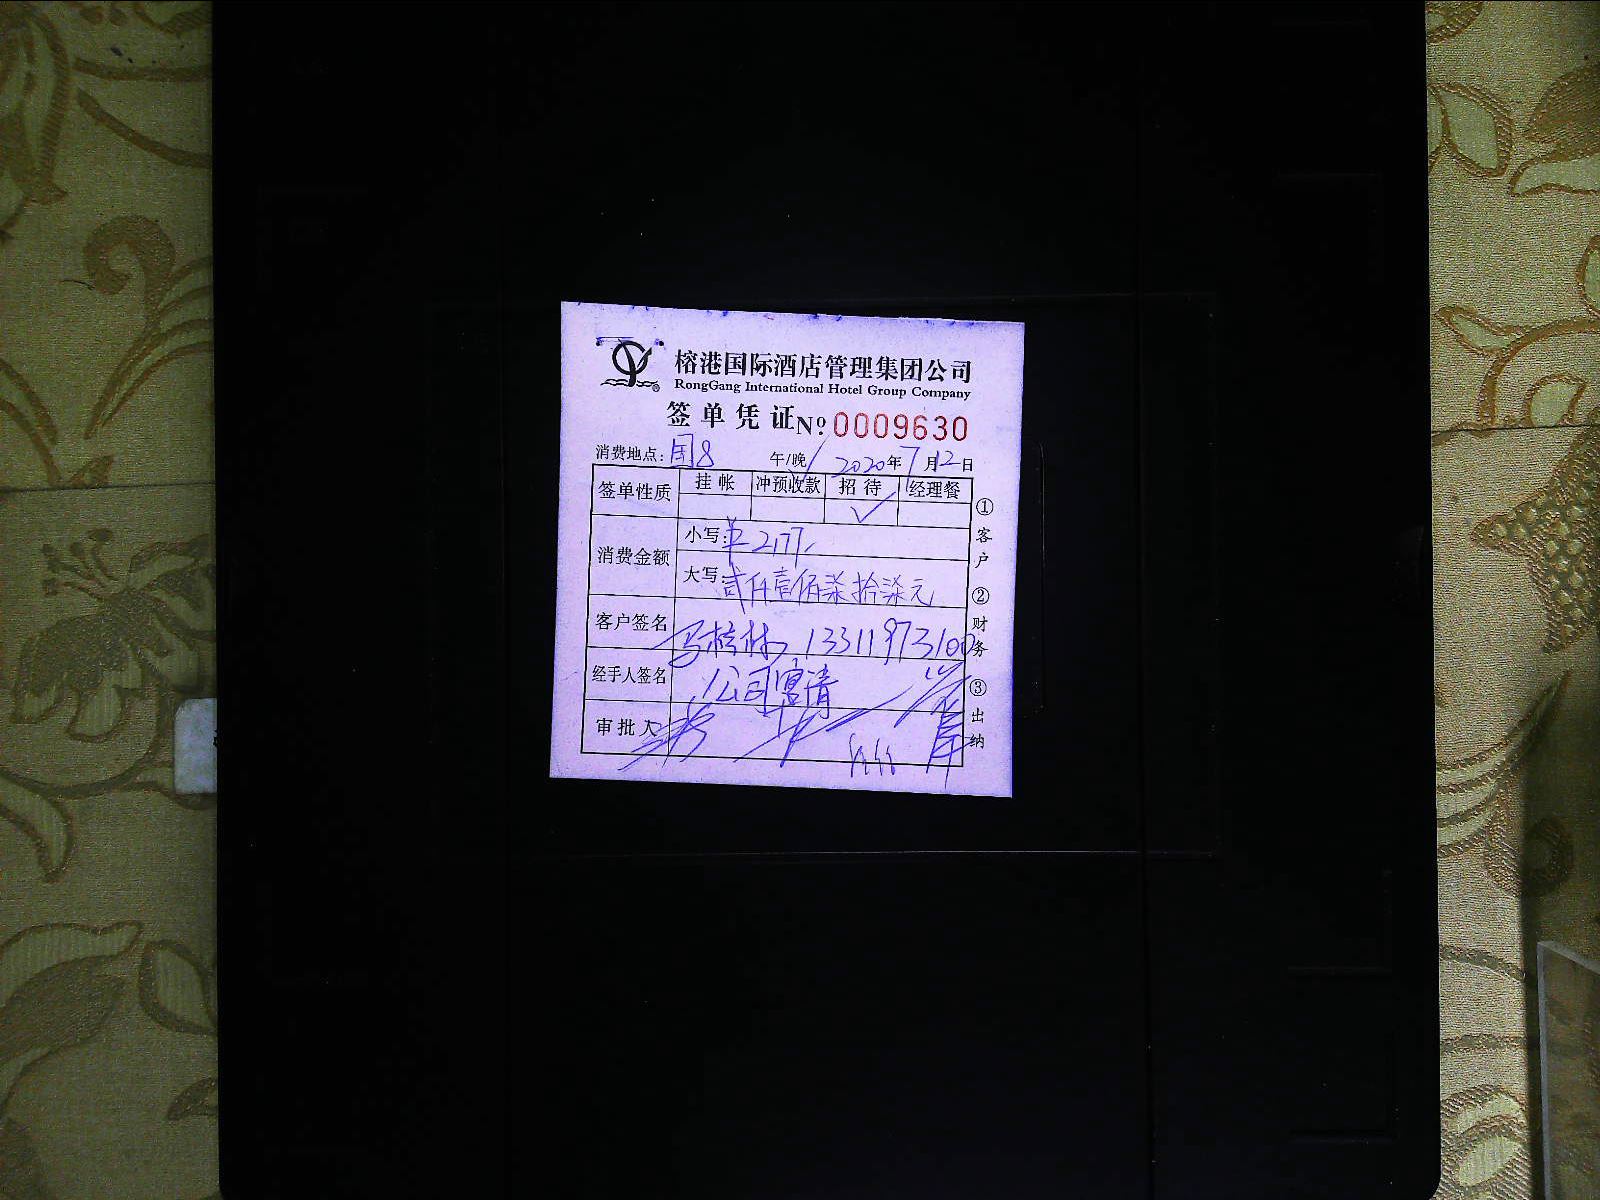 榕港国际酒店管理集团公司
RongGang International Hotel Group Company
签单凭证 Nº 0009630
消费地点: 国8 午/晚 2020年7月12日
签单性质 挂帐 冲预收款 招待 经理餐
✓
消费金额
小写: 2177.
大写: 贰仟壹佰柒拾柒元
客户签名 13311973100
经手人签名 公司宴请
审批人
① 客户 ② 财务 ③ 出纳